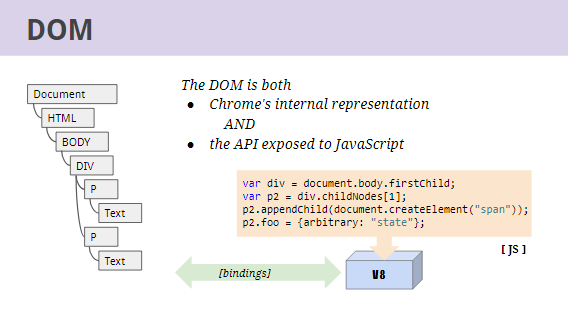 DOM
Document
HTML
BODY
DIV
P
Text
P
Text
The DOM is both
● Chrome's internal representation
AND
● the API exposed to JavaScript
var div = document.body.firstChild;
var p2 = div.childNodes[1];
p2.appendChild(document.createElement("span"));
p2.foo = {arbitrary: "state"};
[ JS ]
[bindings]
V8